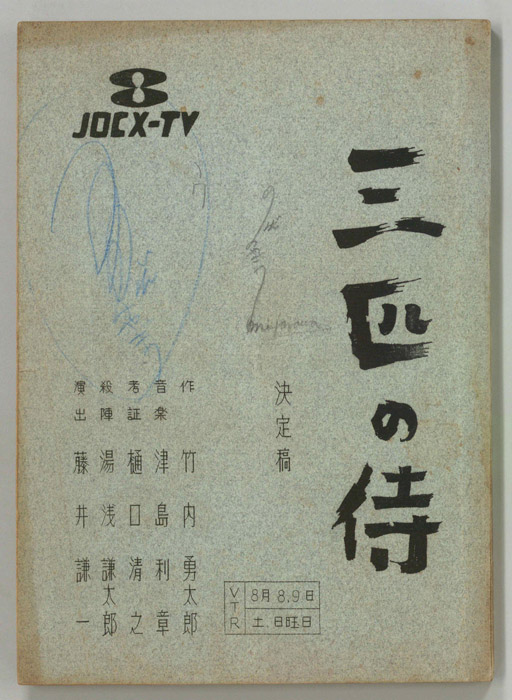 8
JOCX-TV
三匹の侍
決定稿
作 竹内勇太郎
音楽 津島利章
考証 樋口清之
殺陣 湯浅謙太郎
演出 藤井謙一
VTR
8月8.9日
土.日曜日